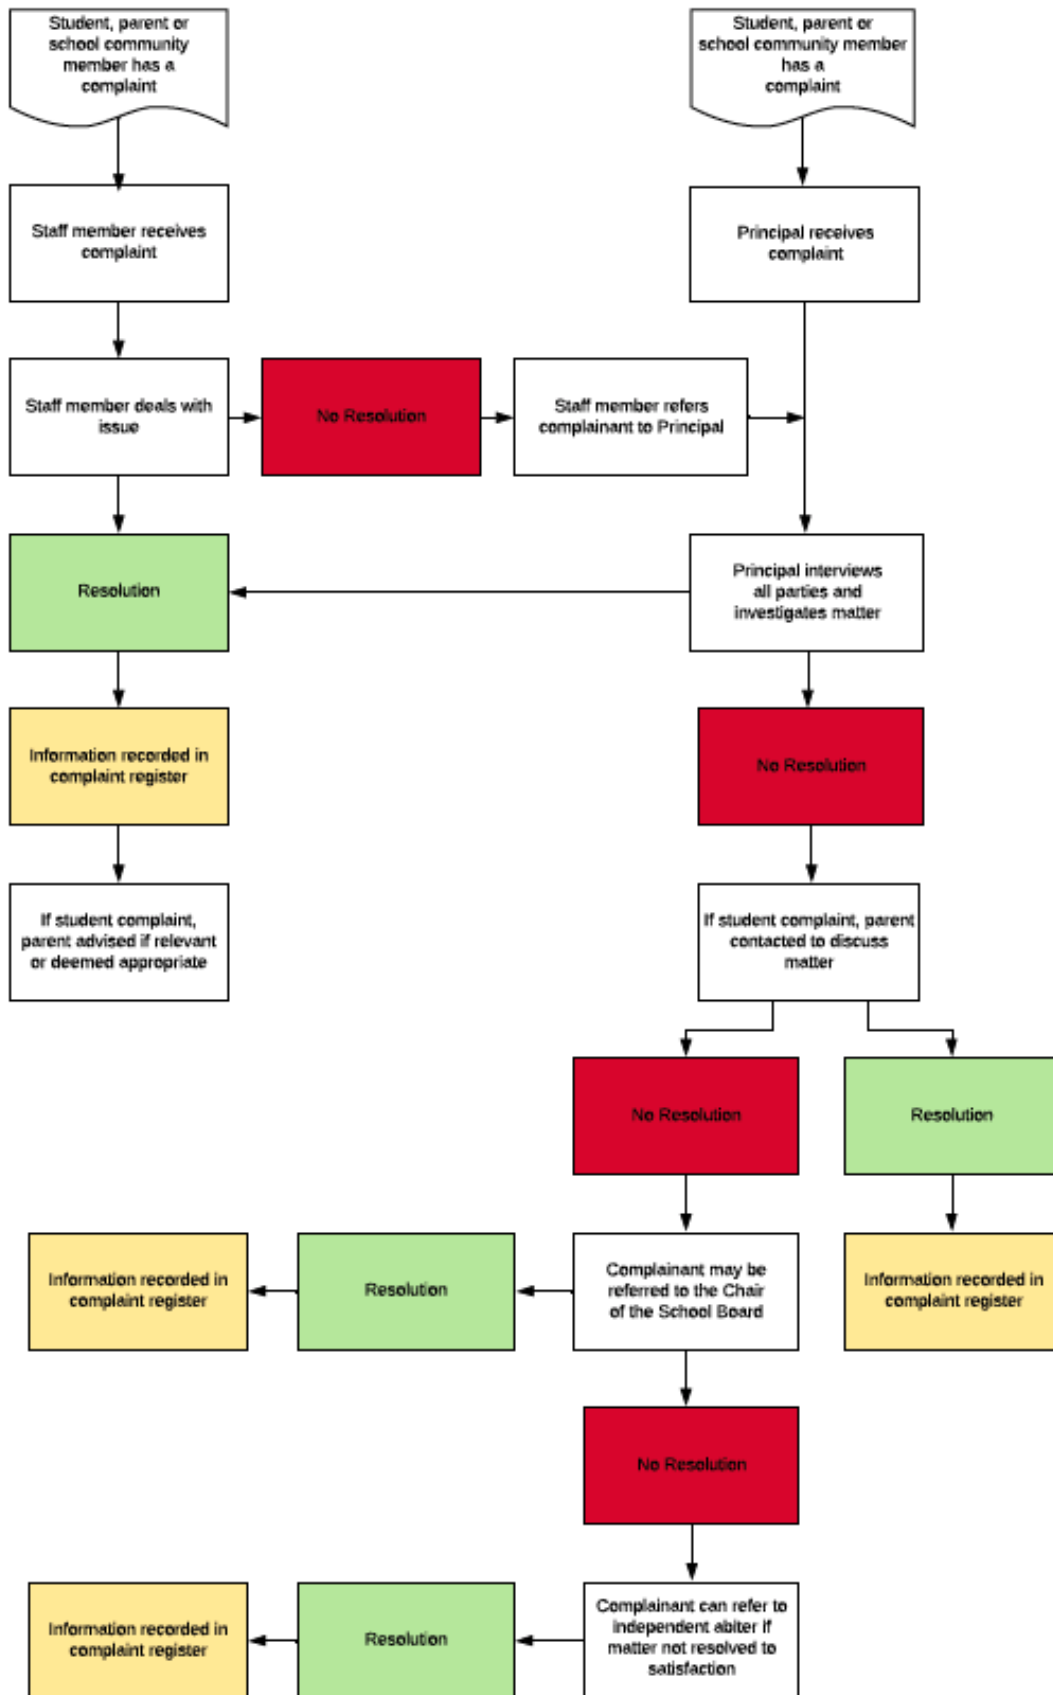 Student, parent or
school community
member has a
complaint
Student, parent or
school community member
has a
complaint
Staff member receives
complaint
Principal receives
complaint
Staff member deals with
issue
No Resolution
Staff member refers
complainant to Principal
Resolution
Principal interviews
all parties and
investigates matter
Information recorded in
complaint register
No Resolution
If student complaint,
parent advised if relevant
or deemed appropriate
If student complaint, parent
contacted to discuss
matter
No Resolution
Resolution
Information recorded in
complaint register
Resolution
Complainant may be
referred to the Chair
of the School Board
Information recorded in
complaint register
No Resolution
Information recorded in
complaint register
Resolution
Complainant can refer to
independent abiter if
matter not resolved to
satisfaction